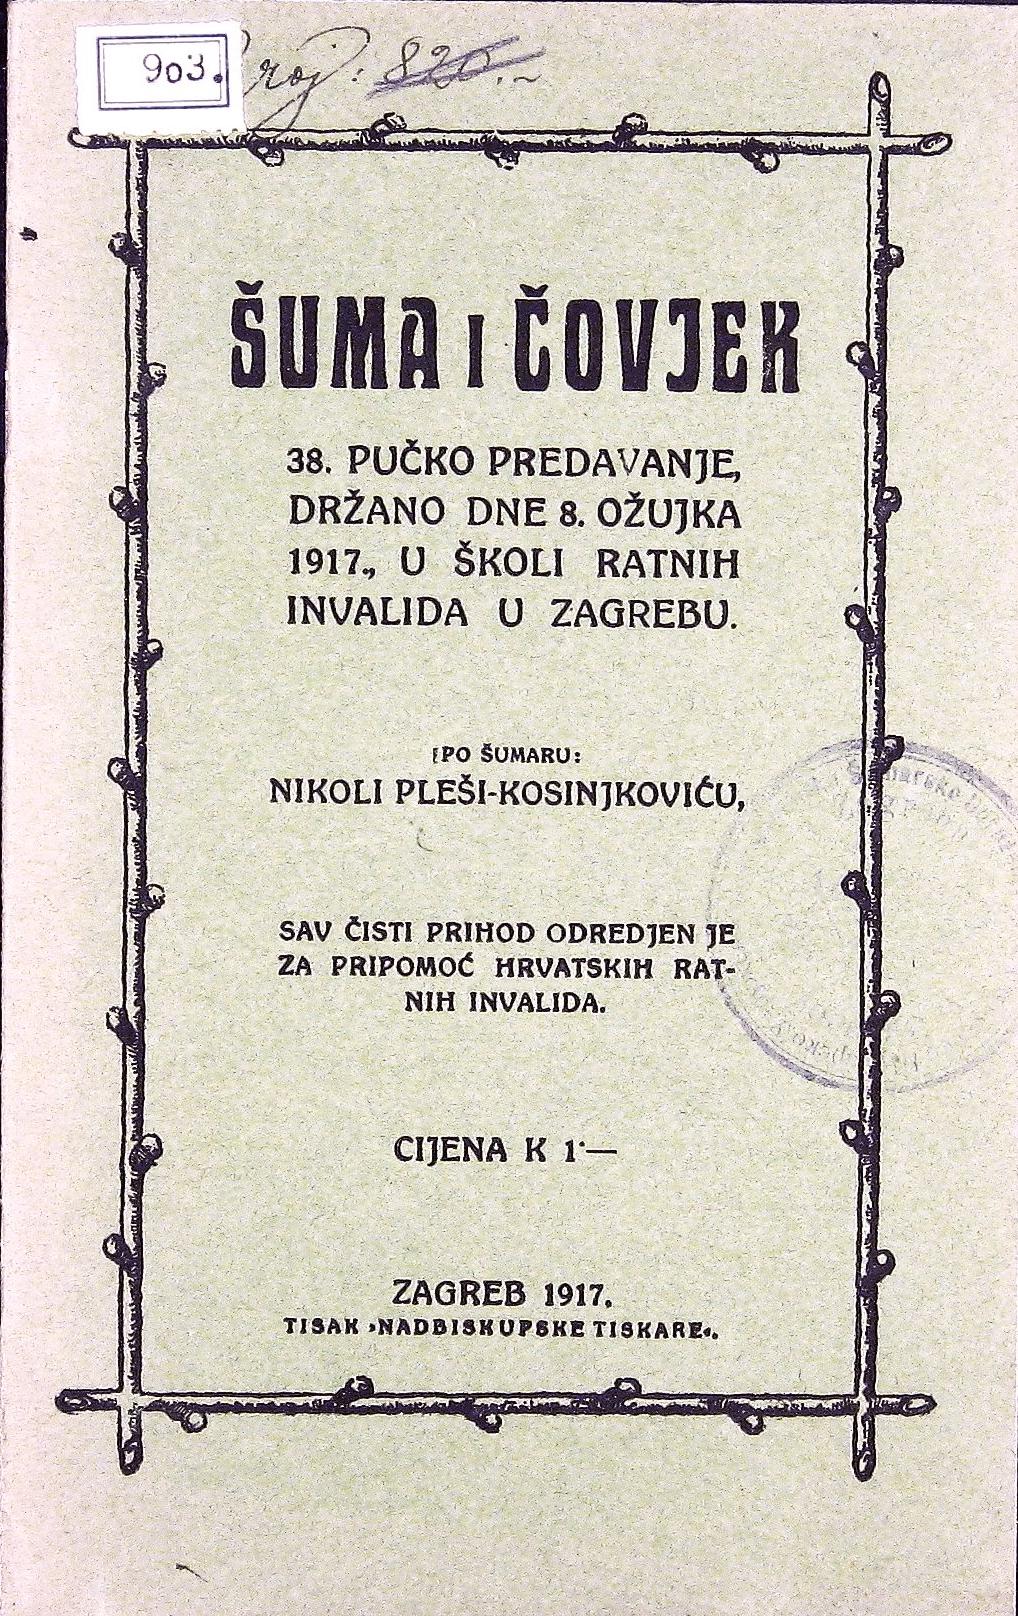 903.
Broj: 820.~
ŠUMA I ČOVJEK
38. PUČKO PREDAVANJE,
DRŽANO DNE 8. OŽUJKA
1917., U ŠKOLI RATNIH
INVALIDA U ZAGREBU.
PO ŠUMARU:
NIKOLI PLEŠI-KOSINJKOVIĆU,
SAV ČISTI PRIHOD ODREDJEN JE
ZA PRIPOMOĆ HRVATSKIH RAT-
NIH INVALIDA.
CIJENA K 1·—
ZAGREB 1917.
TISAK »NADBISKUPSKE TISKARE«.